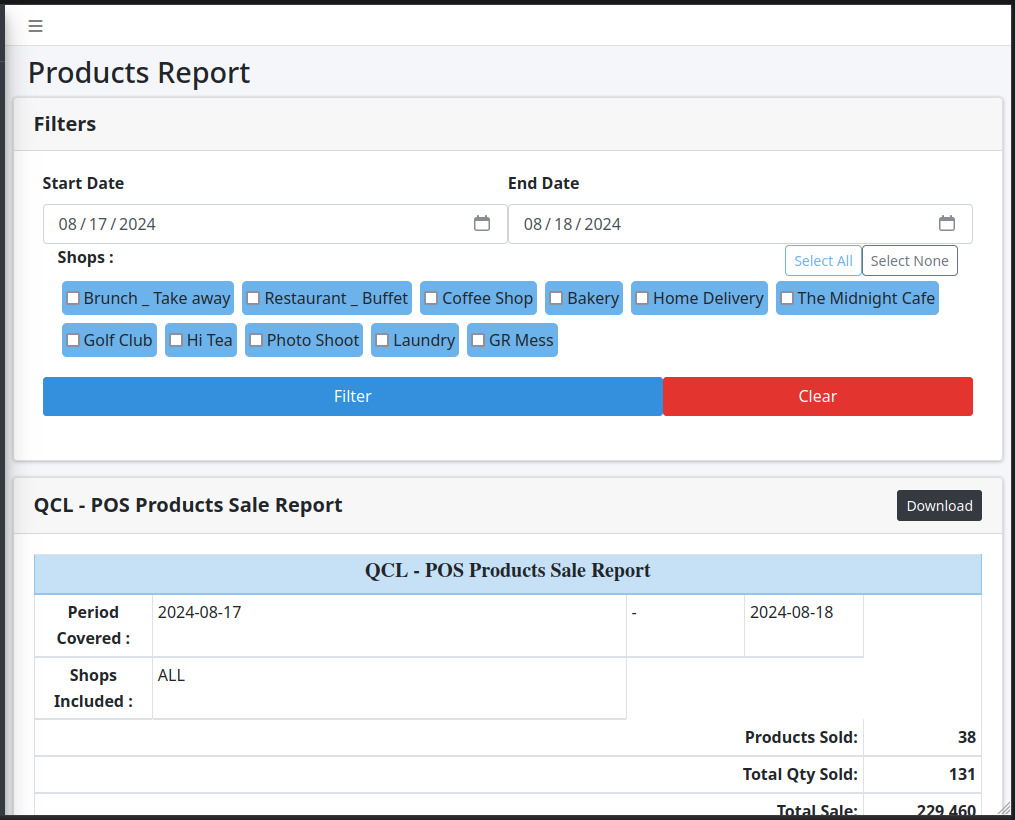 Products Report
Filters
Start Date End Date
08/17/2024 08/18/2024
Shops : Select All Select None
Brunch _ Take away Restaurant _ Buffet Coffee Shop Bakery Home Delivery The Midnight Cafe
Golf Club Hi Tea Photo Shoot Laundry GR Mess
Filter Clear
QCL - POS Products Sale Report Download
QCL - POS Products Sale Report
Period 2024-08-17 - 2024-08-18
Covered :
Shops ALL
Included :
Products Sold: 38
Total Qty Sold: 131
Total Sale: 229,460